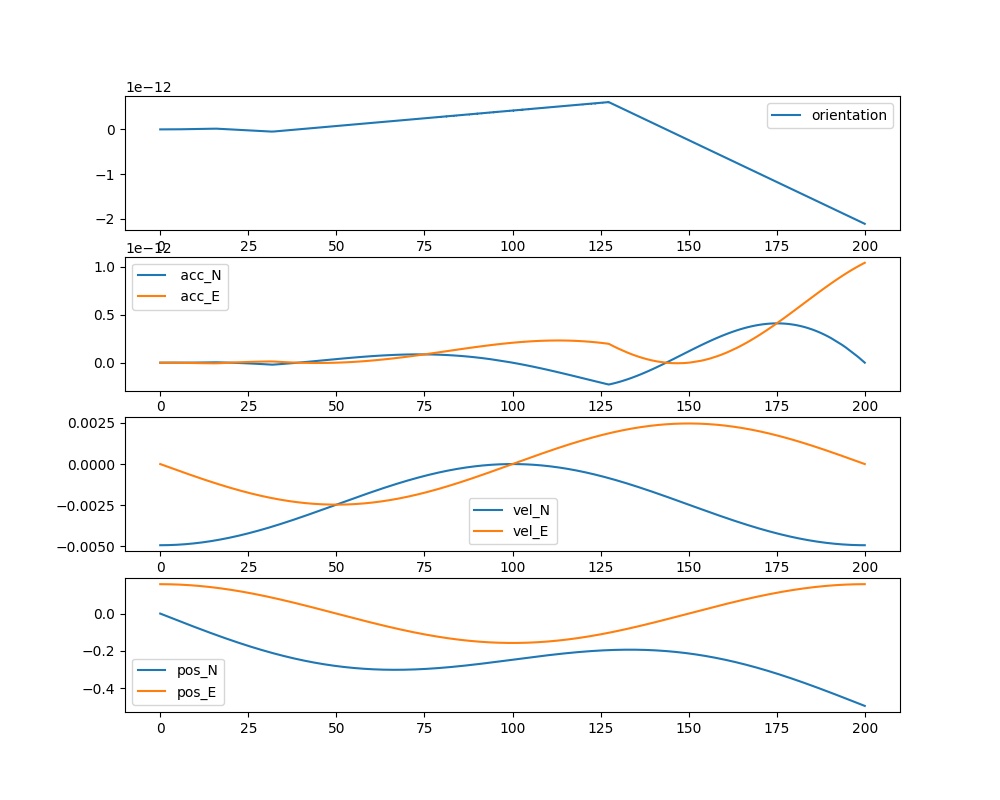 1e−12
0
−1
−2
orientation
0 25 50 75 100 125 150 175 200
1e−12
1.0
0.5
0.0
acc_N
acc_E
0 25 50 75 100 125 150 175 200
0.0025
0.0000
−0.0025
−0.0050
vel_N
vel_E
0 25 50 75 100 125 150 175 200
0.0
−0.2
−0.4
pos_N
pos_E
0 25 50 75 100 125 150 175 200